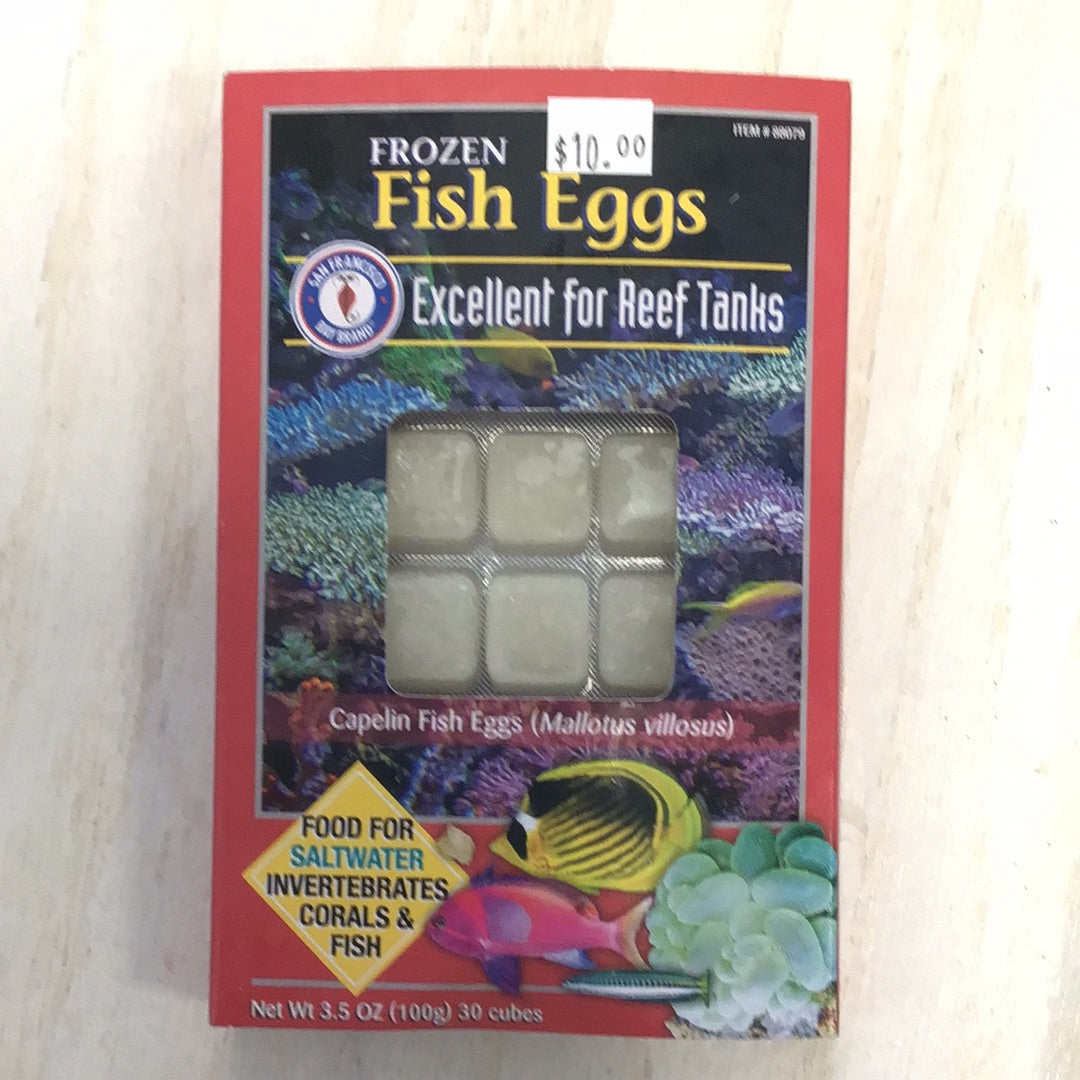 $10.00
ITEM # 88079
FROZEN
Fish Eggs
SAN FRANCISCO
BAY BRAND
Excellent for Reef Tanks
Capelin Fish Eggs (Mallotus villosus)
FOOD FOR
SALTWATER
INVERTEBRATES
CORALS &
FISH
Net Wt 3.5 OZ (100g) 30 cubes